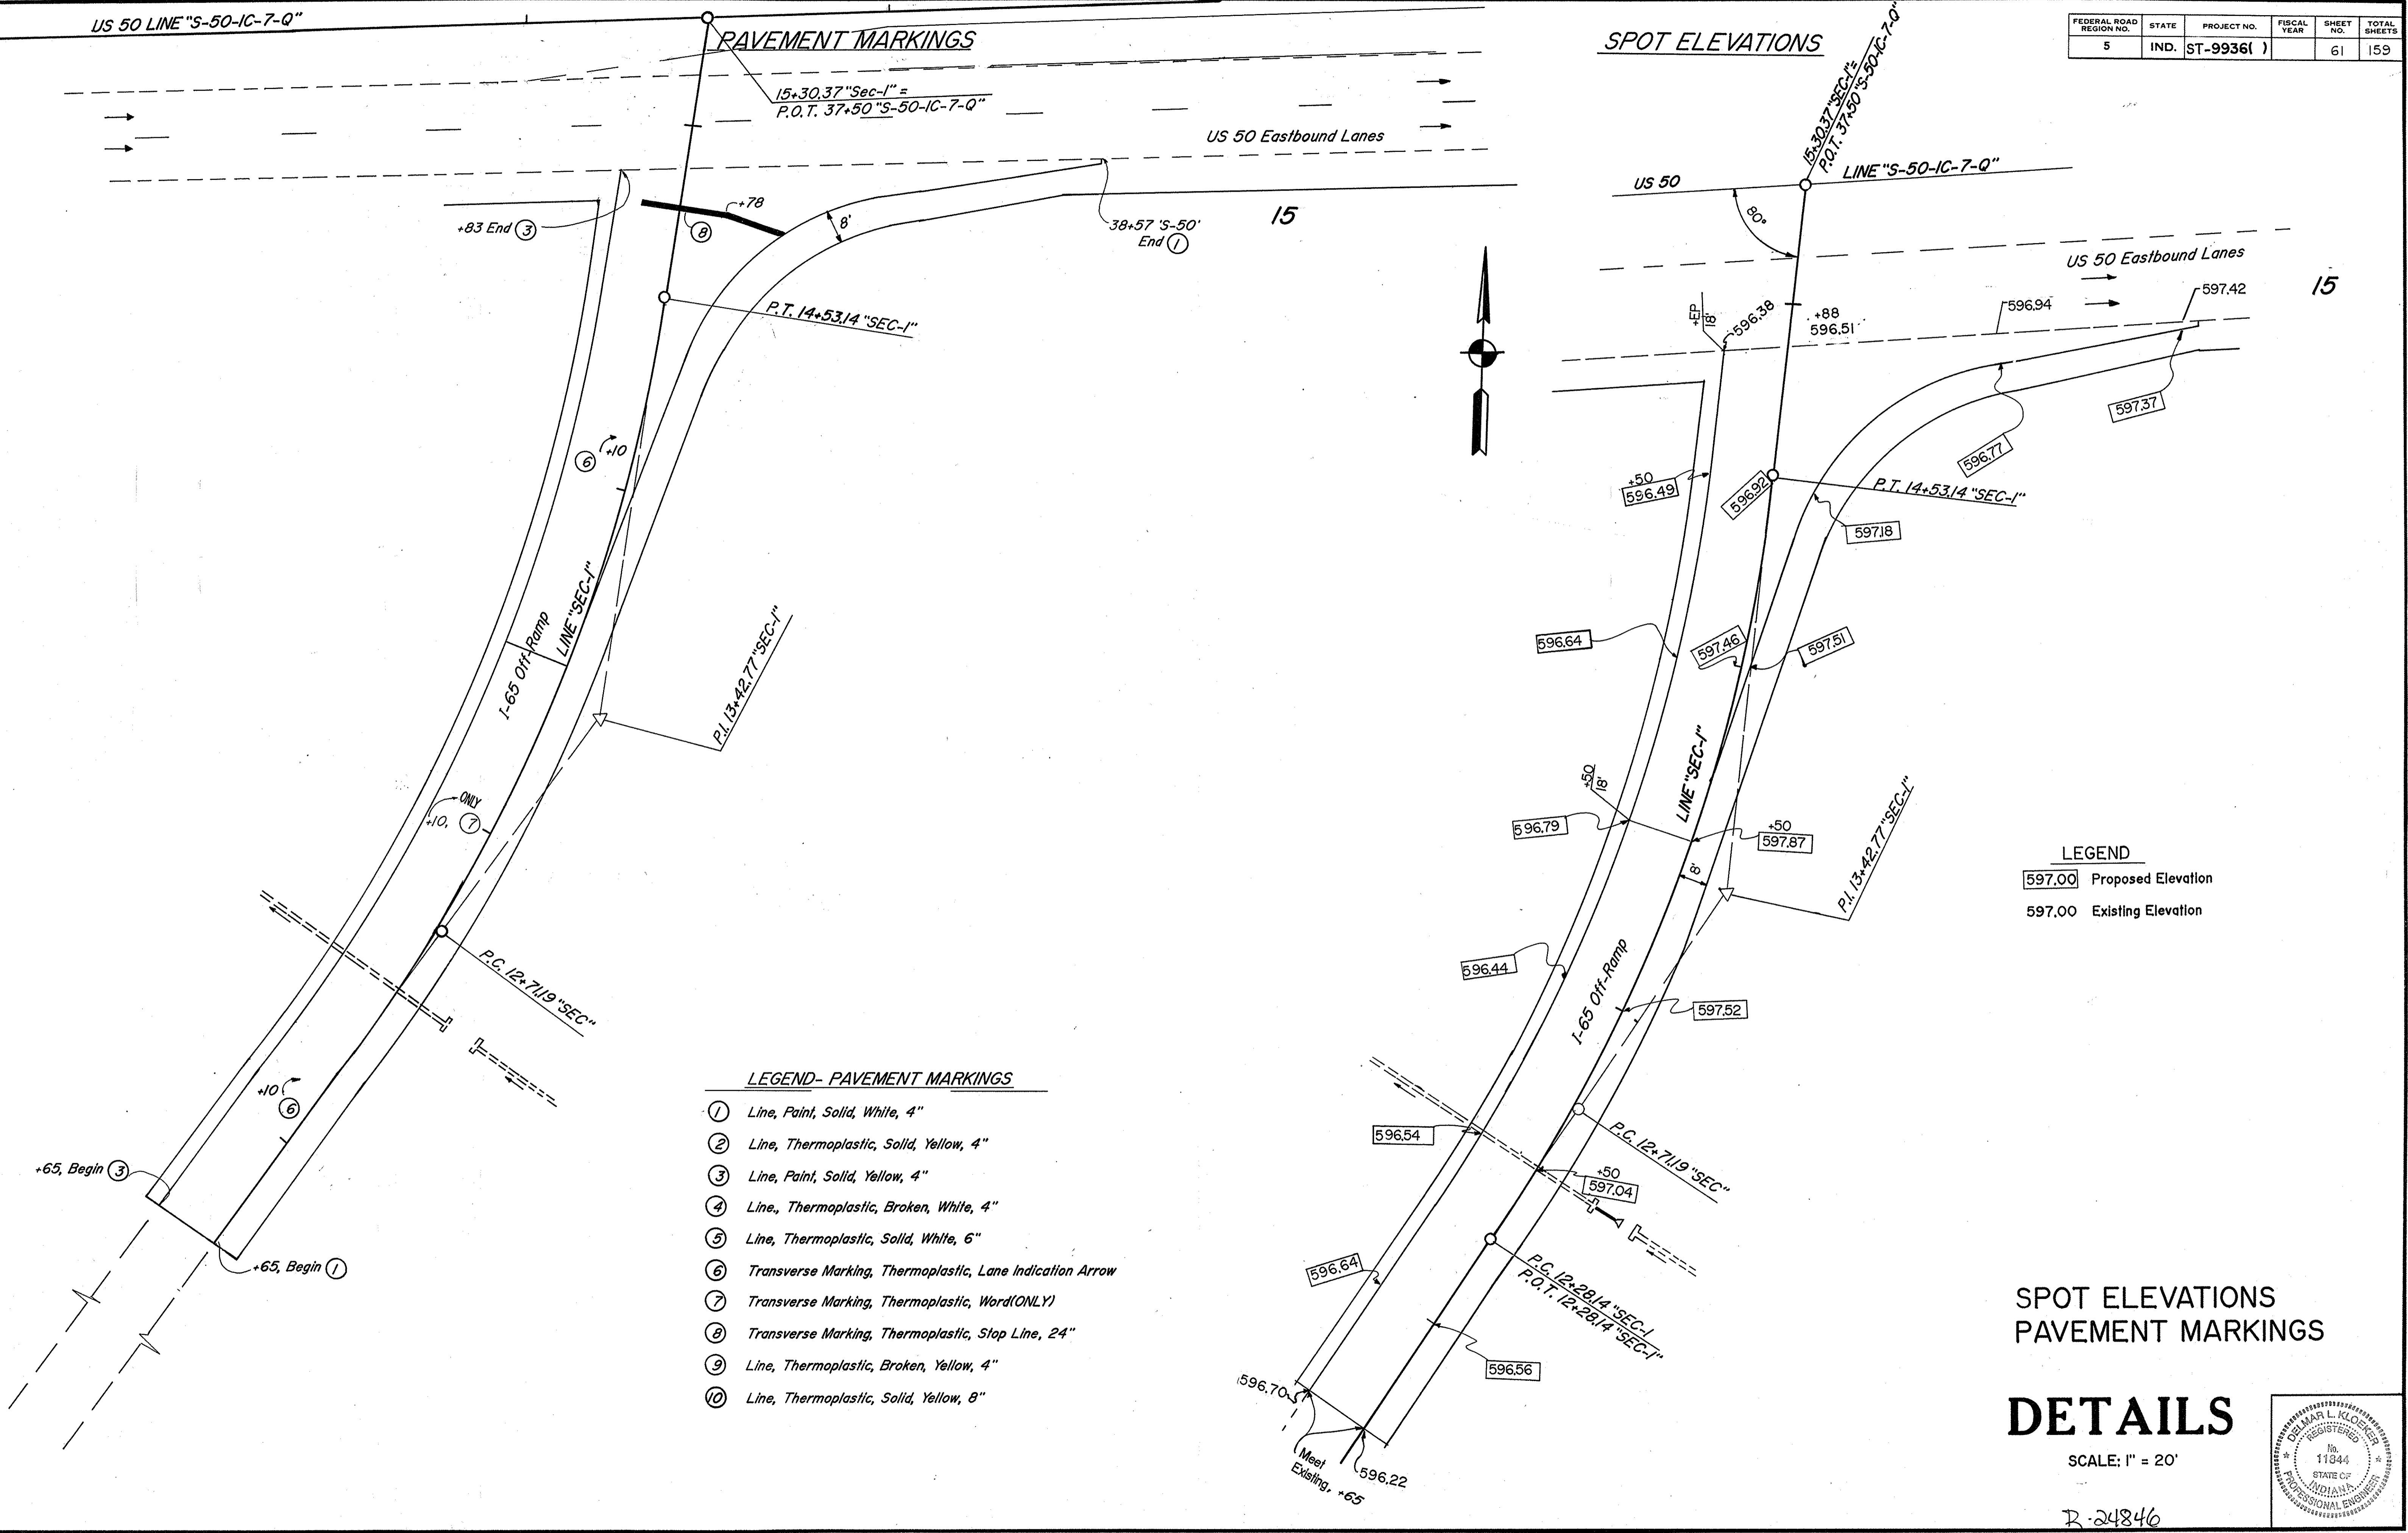 US 50 LINE "S-50-IC-7-Q"
PAVEMENT MARKINGS
15+30.37 "Sec-1" =
P.O.T. 37+50 "S-50-IC-7-Q"
US 50 Eastbound Lanes
+83 End 3
+78
8
8'
38+57 'S-50'
End 1
15
P.T. 14+53.14 "SEC-1"
6
+10
LINE "SEC-1"
I-65 Off-Ramp
P.I. 13+42.77 "SEC-1"
ONLY
+10, 7
P.C. 12+71.19 "SEC"
+10
6
+65, Begin 3
+65, Begin 1
LEGEND- PAVEMENT MARKINGS
1 Line, Paint, Solid, White, 4"
2 Line, Thermoplastic, Solid, Yellow, 4"
3 Line, Paint, Solid, Yellow, 4"
4 Line., Thermoplastic, Broken, White, 4"
5 Line, Thermoplastic, Solid, White, 6"
6 Transverse Marking, Thermoplastic, Lane Indication Arrow
7 Transverse Marking, Thermoplastic, Word(ONLY)
8 Transverse Marking, Thermoplastic, Stop Line, 24"
9 Line, Thermoplastic, Broken, Yellow, 4"
10 Line, Thermoplastic, Solid, Yellow, 8"
SPOT ELEVATIONS
15+30.37 "SEC-1"=
P.O.T. 37+50 "S-50-IC-7-Q"
US 50
LINE "S-50-IC-7-Q"
80°
US 50 Eastbound Lanes
15
+EP
18'
596.38
+88
596.51
596.94
597.42
597.37
596.77
+50
596.49
596.92
P.T. 14+53.14 "SEC-1"
597.18
596.64
597.46
597.51
LINE "SEC-1"
+50
18'
596.79
+50
597.87
8'
P.I. 13+42.77 "SEC-1"
596.44
I-65 Off-Ramp
597.52
596.54
P.C. 12+71.19 "SEC"
+50
597.04
596.64
P.C. 12+28.14 "SEC-1
P.O.T. 12+28.14 "SEC-1"
596.56
596.70
Meet
Existing, +65
596.22
LEGEND
597.00 Proposed Elevation
597.00 Existing Elevation
FEDERAL ROAD REGION NO. STATE PROJECT NO. FISCAL YEAR SHEET NO. TOTAL SHEETS
5 IND. ST-9936( ) 61 159
SPOT ELEVATIONS
PAVEMENT MARKINGS
DETAILS
SCALE: 1" = 20'
R-24846
DELMAR L. KLOEKER
REGISTERED
No.
11844
STATE OF
INDIANA
PROFESSIONAL ENGINEER